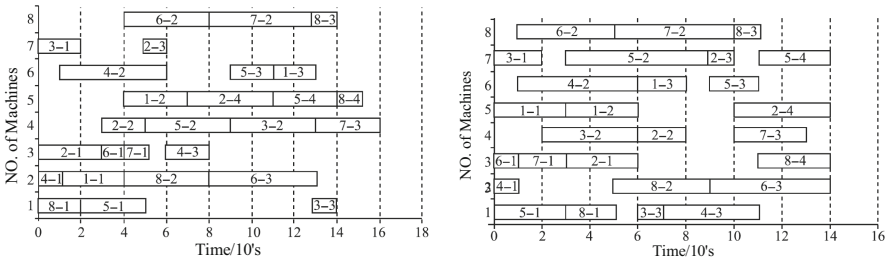 NO. of Machines
8
6–2 7–2 8–3
7
3–1 2–3
6
4–2 5–3 1–3
5
1–2 2–4 5–4 8–4
4
2–2 5–2 3–2 7–3
3
2–1 6–1 7–1 4–3
2
4–1 1–1 8–2 6–3
1
8–1 5–1 3–3
0 2 4 6 8 10 12 14 16 18
Time/10's
NO. of Machines
8
6–2 7–2 8–3
7
3–1 5–2 2–3 5–4
6
4–2 1–3 5–3
5
1–1 1–2 2–4
4
3–2 2–2 7–3
3
6–1 7–1 2–1 8–4
2
4–1 8–2 6–3
1
5–1 8–1 6–3 4–3
0 2 4 6 8 10 12 14 16
Time/10's